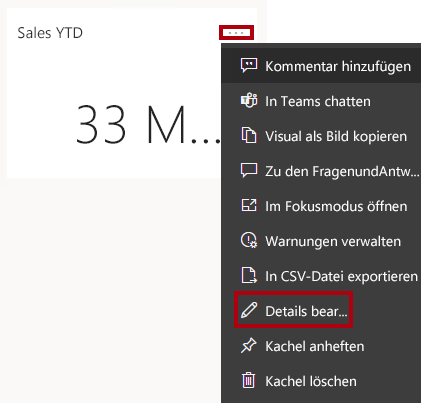 Sales YTD
...
33 M...
Kommentar hinzufügen
In Teams chatten
Visual als Bild kopieren
Zu den FragenundAntw...
Im Fokusmodus öffnen
Warnungen verwalten
In CSV-Datei exportieren
Details bear...
Kachel anheften
Kachel löschen